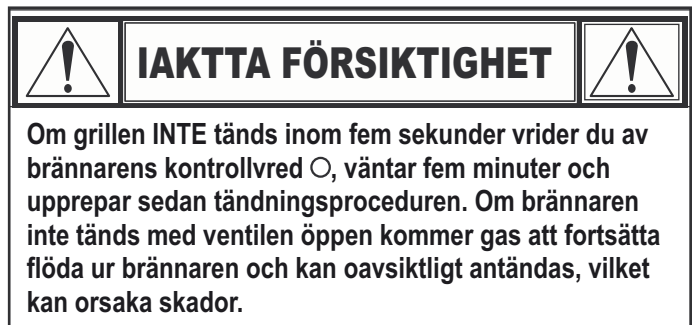 IAKTTA FÖRSIKTIGHET
Om grillen INTE tänds inom fem sekunder vrider du av
brännarens kontrollvred ○, väntar fem minuter och
upprepar sedan tändningsproceduren. Om brännaren
inte tänds med ventilen öppen kommer gas att fortsätta
flöda ur brännaren och kan oavsiktligt antändas, vilket
kan orsaka skador.